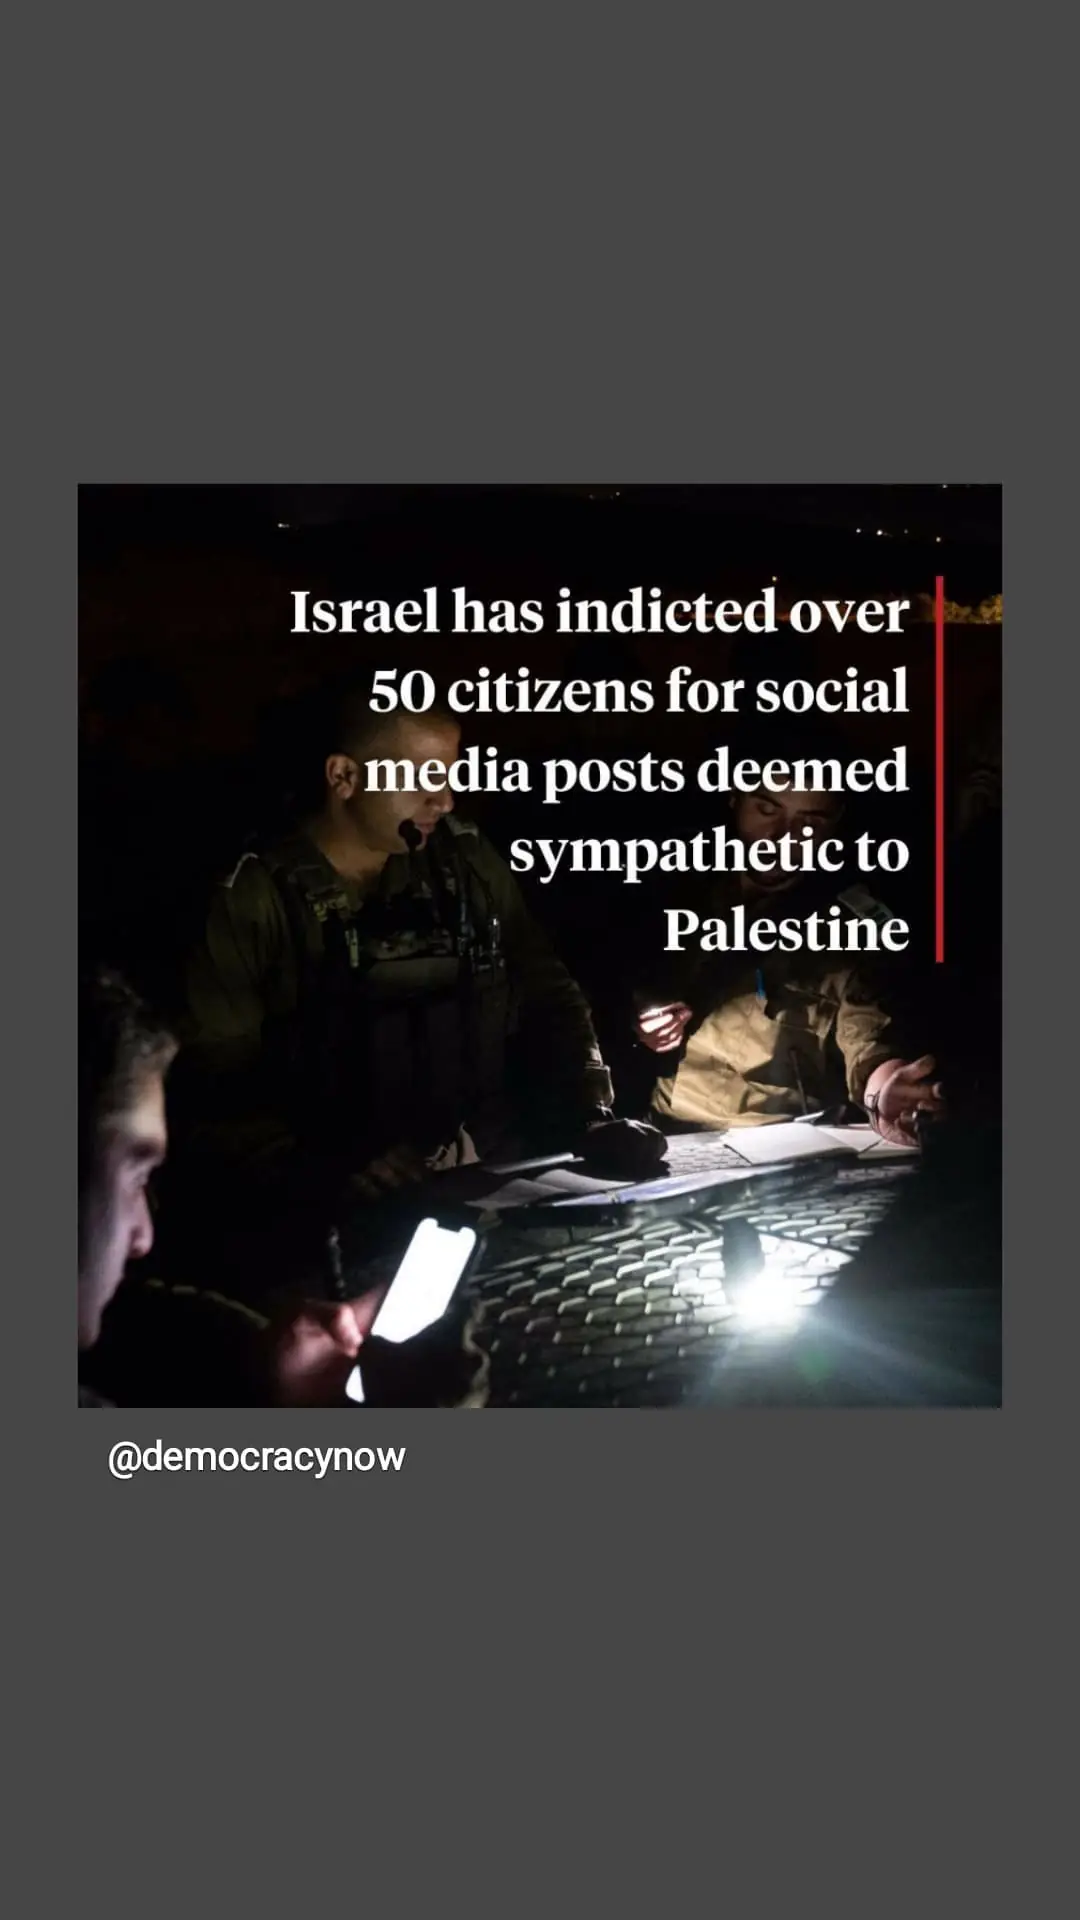 Israel has indicted over
50 citizens for social
media posts deemed
sympathetic to
Palestine
@democracynow